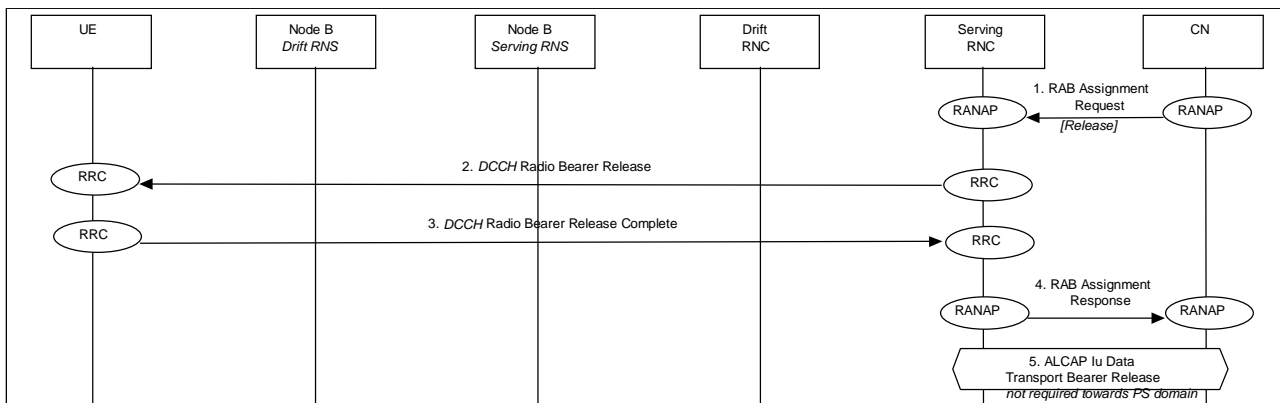 UE
Node B
Drift RNS
Node B
Serving RNS
Drift
RNC
Serving
RNC
CN
1. RAB Assignment
Request
[Release]
RANAP
RANAP
2. DCCH Radio Bearer Release
RRC
RRC
3. DCCH Radio Bearer Release Complete
RRC
RRC
4. RAB Assignment
Response
RANAP
RANAP
5. ALCAP Iu Data
Transport Bearer Release
not required towards PS domain